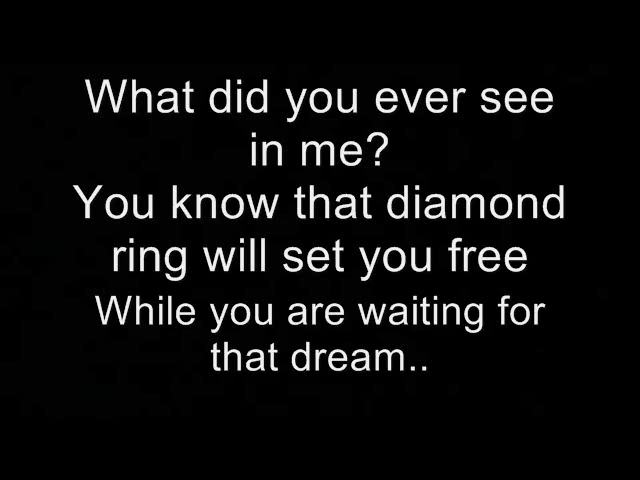 What did you ever see
in me?
You know that diamond
ring will set you free
While you are waiting for
that dream..